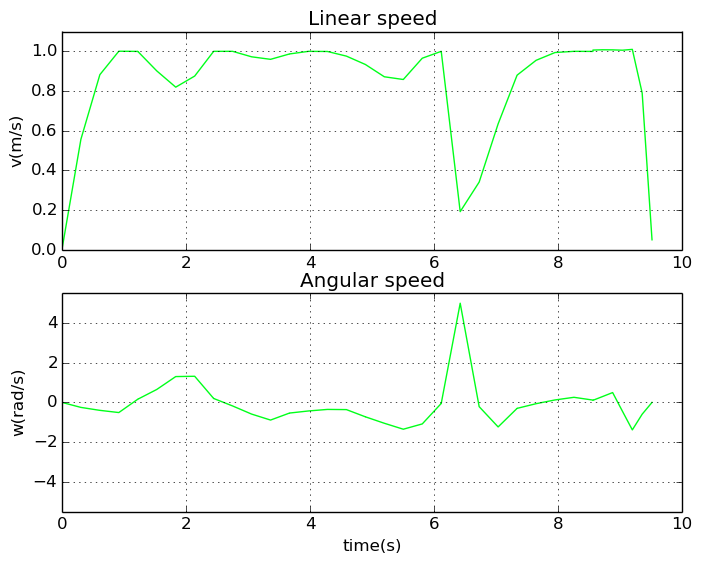 Linear speed
1.0
0.8
0.6
0.4
0.2
0.0
v(m/s)
0 2 4 6 8 10
Angular speed
4
2
0
−2
−4
w(rad/s)
0 2 4 6 8 10
time(s)